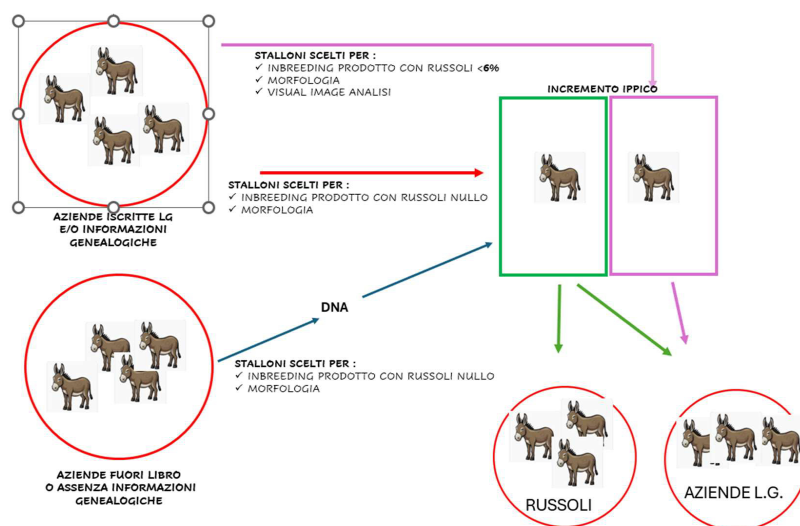 STALLONI SCELTI PER :
✓ INBREEDING PRODOTTO CON RUSSOLI <6%
✓ MORFOLOGIA
✓ VISUAL IMAGE ANALISI
INCREMENTO IPPICO
STALLONI SCELTI PER :
✓ INBREEDING PRODOTTO CON RUSSOLI NULLO
✓ MORFOLOGIA
AZIENDE ISCRITTE LG
E/O INFORMAZIONI
GENEALOGICHE
DNA
STALLONI SCELTI PER :
✓ INBREEDING PRODOTTO CON RUSSOLI NULLO
✓ MORFOLOGIA
AZIENDE FUORI LIBRO
O ASSENZA INFORMAZIONI
GENEALOGICHE
RUSSOLI
AZIENDE L.G.